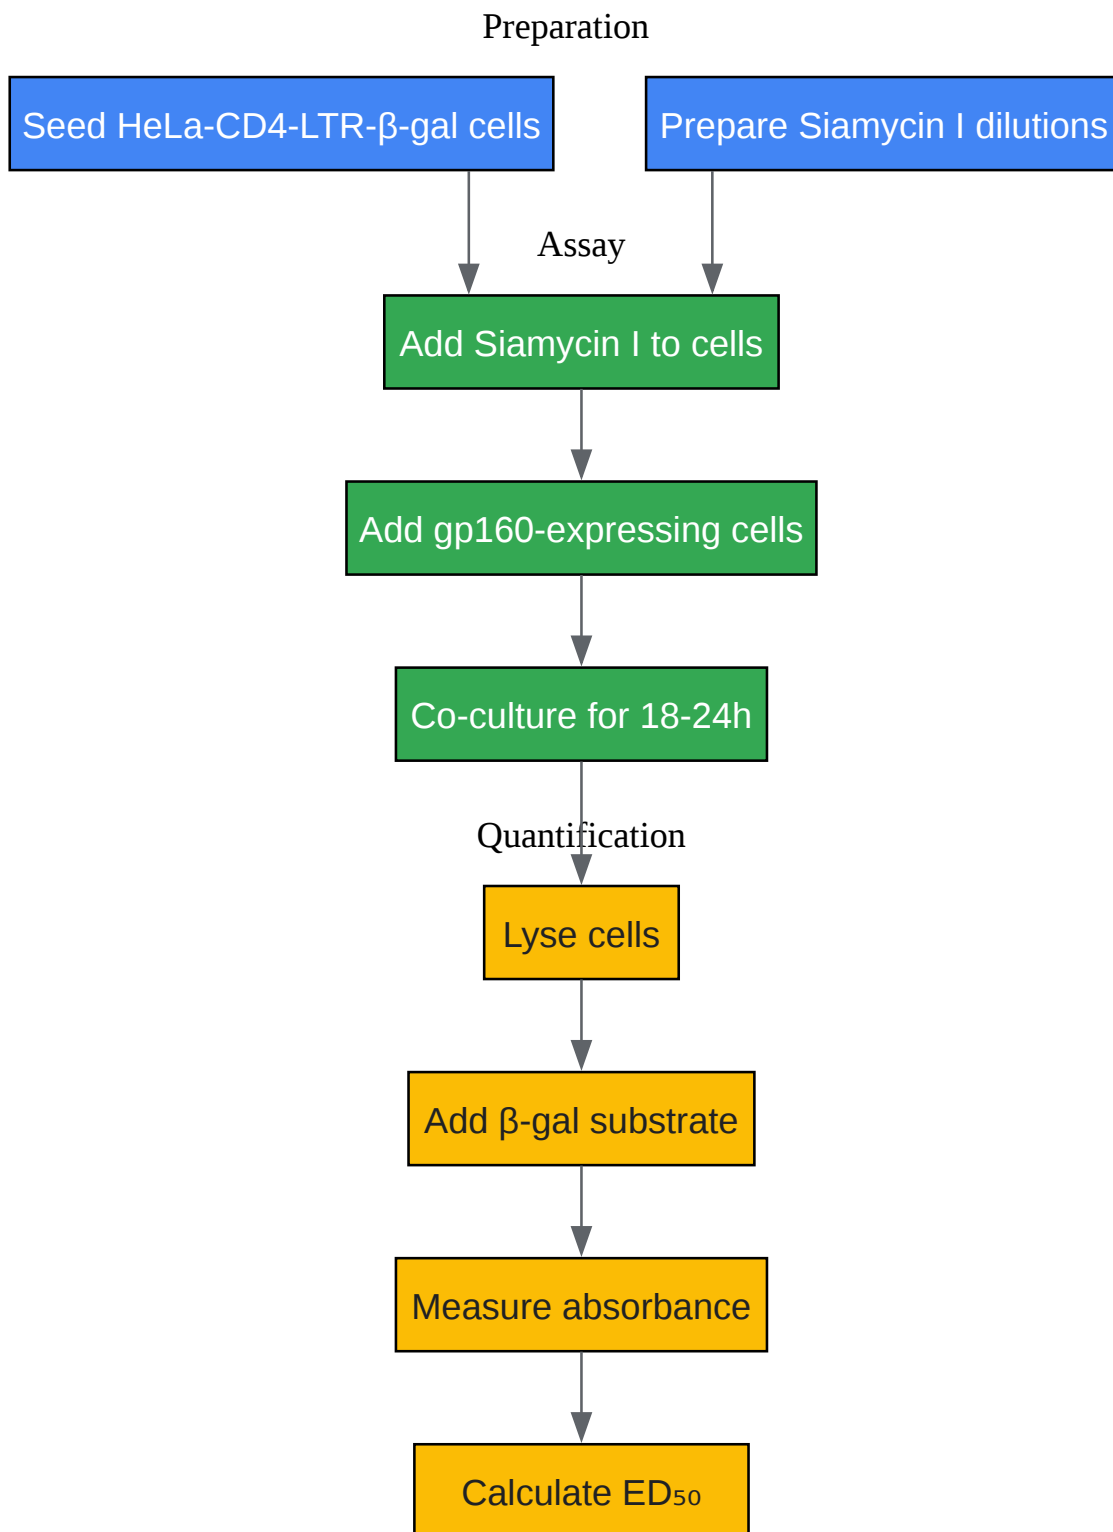 Preparation
Seed HeLa-CD4-LTR-β-gal cells
Prepare Siamycin I dilutions
Assay
Add Siamycin I to cells
Add gp160-expressing cells
Co-culture for 18-24h
Quantification
Lyse cells
Add β-gal substrate
Measure absorbance
Calculate ED₅₀